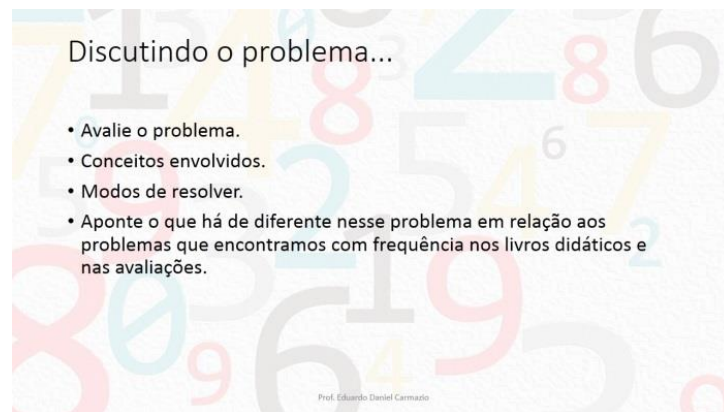 Discutindo o problema...
• Avalie o problema.
• Conceitos envolvidos.
• Modos de resolver.
• Aponte o que há de diferente nesse problema em relação aos
problemas que encontramos com frequência nos livros didáticos e
nas avaliações.
Prof. Eduardo Daniel Carmazio